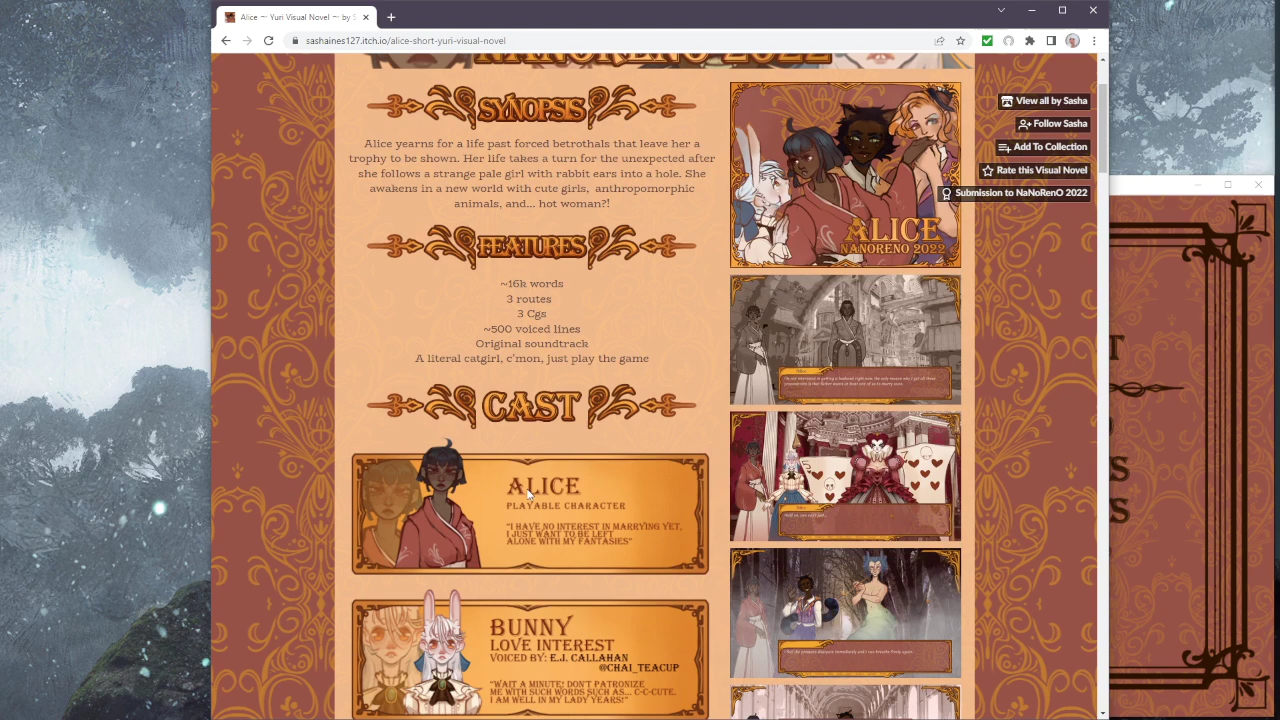 Alice ~ Yuri Visual Novel ~ by S
sashaines127.itch.io/alice-short-yuri-visual-novel
NANORENO 2022
SYNOPSIS
Alice yearns for a life past forced betrothals that leave her a
trophy to be shown. Her life takes a turn for the unexpected after
she follows a strange pale girl with rabbit ears into a hole. She
awakens in a new world with cute girls, anthropomorphic
animals, and... hot woman?!
FEATURES
~16k words
3 routes
3 Cgs
~500 voiced lines
Original soundtrack
A literal catgirl, c'mon, just play the game
CAST
ALICE
PLAYABLE CHARACTER
"I HAVE NO INTEREST IN MARRYING YET,
I JUST WANT TO BE LEFT
ALONE WITH MY FANTASIES"
BUNNY
LOVE INTEREST
VOICED BY: E.J. CALLAHAN
@CHAI_TEACUP
"WAIT A MINUTE! DON'T PATRONIZE
ME WITH SUCH WORDS SUCH AS... C-C-CUTE.
I AM WELL IN MY LADY YEARS!"
ALICE
NANORENO 2022
View all by Sasha
Follow Sasha
Add To Collection
Rate this Visual Novel
Submission to NaNoRenO 2022